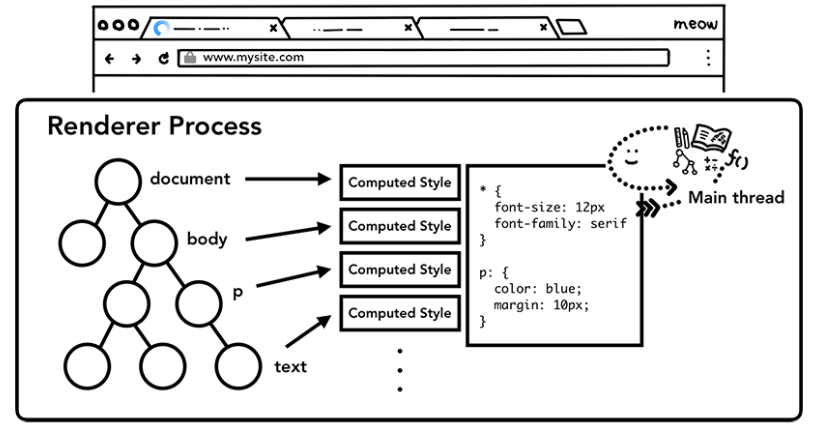 meow
www.mysite.com
Renderer Process
document
body
p
text
Computed Style
Computed Style
Computed Style
Computed Style
* {
font-size: 12px
font-family: serif
}
p: {
color: blue;
margin: 10px;
}
f()
Main thread